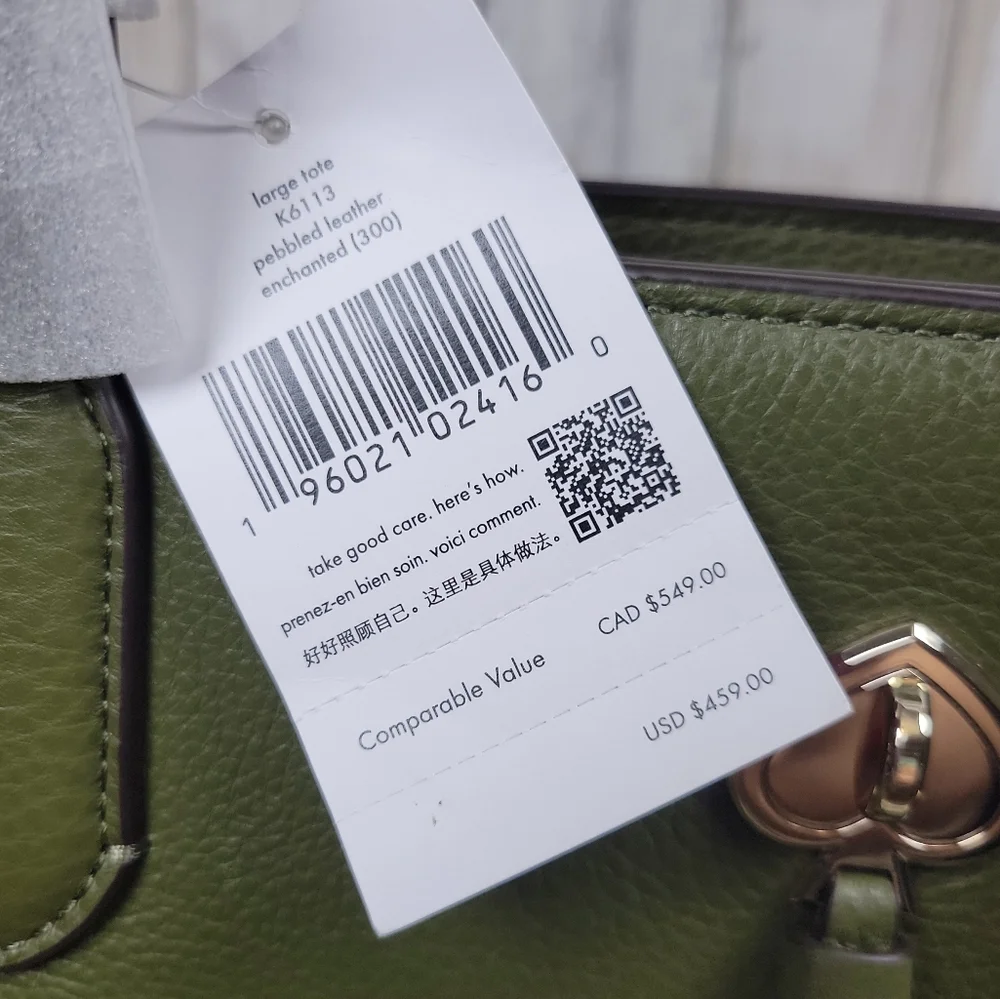 large tote
K6113
pebbled leather
enchanted (300)
1 96021 02416 0
take good care. here's how.
prenez-en bien soin. voici comment.
好好照顾自己。这里是具体做法。
CAD $549.00
Comparable Value
USD $459.00